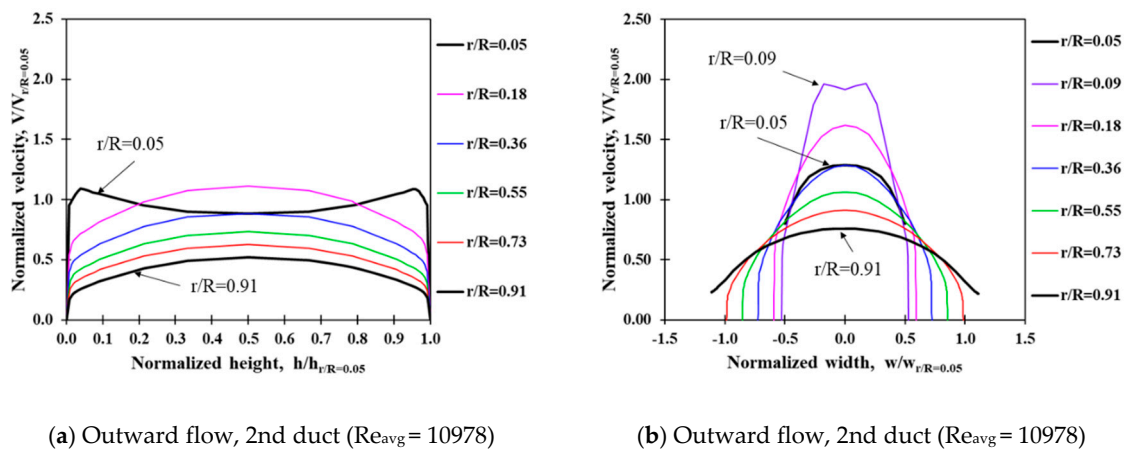 Normalized velocity, V/Vr/R=0.05
2.5
2.0
1.5
1.0
0.5
0.0
r/R=0.05
r/R=0.91
0.0 0.1 0.2 0.3 0.4 0.5 0.6 0.7 0.8 0.9 1.0
Normalized height, h/hr/R=0.05
r/R=0.05
r/R=0.18
r/R=0.36
r/R=0.55
r/R=0.73
r/R=0.91
(a) Outward flow, 2nd duct (Reavg = 10978)
Normalized velocity, V/Vr/R=0.05
2.50
2.00
1.50
1.00
0.50
0.00
r/R=0.09
r/R=0.05
r/R=0.91
-1.5 -1.0 -0.5 0.0 0.5 1.0 1.5
Normalized width, w/wr/R=0.05
r/R=0.05
r/R=0.09
r/R=0.18
r/R=0.36
r/R=0.55
r/R=0.73
r/R=0.91
(b) Outward flow, 2nd duct (Reavg = 10978)